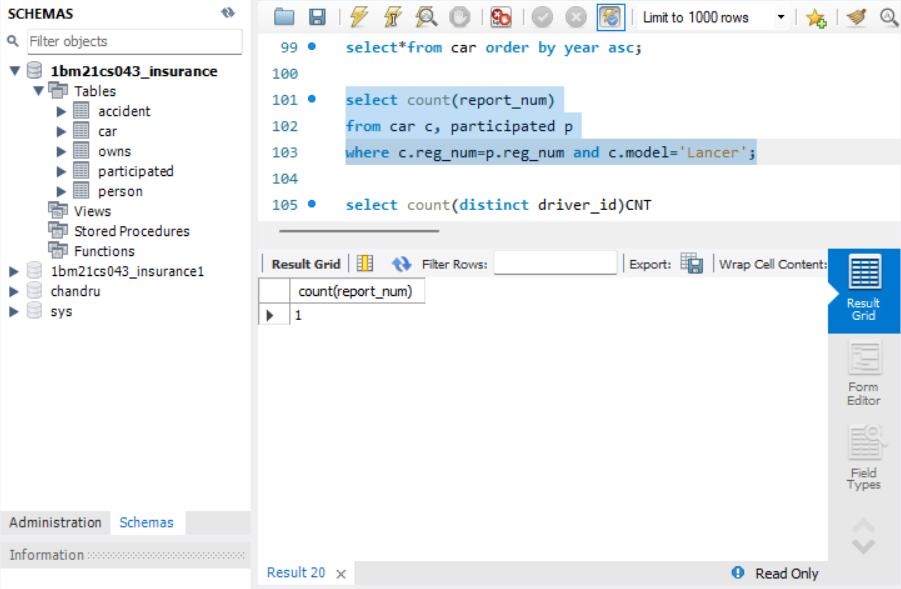 SCHEMAS
Filter objects
1bm21cs043_insurance
Tables
accident
car
owns
participated
person
Views
Stored Procedures
Functions
1bm21cs043_insurance1
chandru
sys
Administration Schemas
Information
Limit to 1000 rows
99 select*from car order by year asc;
100
101 select count(report_num)
102 from car c, participated p
103 where c.reg_num=p.reg_num and c.model='Lancer';
104
105 select count(distinct driver_id)CNT
Result Grid Filter Rows: Export: Wrap Cell Content:
count(report_num)
1
Result
Grid
Form
Editor
Field
Types
Result 20 Read Only